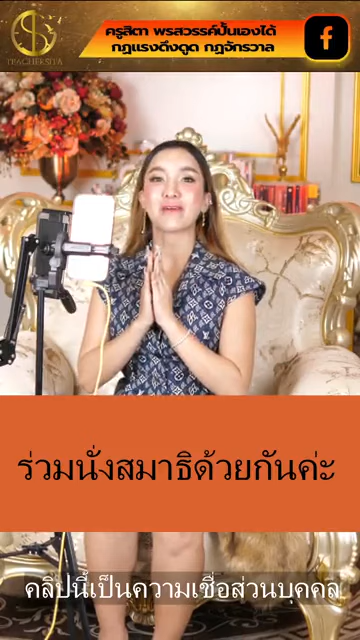 TEACHERSITA
ครูสิตา พรสวรรค์ปั้นเองได้
กฎแรงดึงดูด กฎจักรวาล
f
ร่วมนั่งสมาธิด้วยกันค่ะ
คลิปนี้เป็นความเชื่อส่วนบุคคล